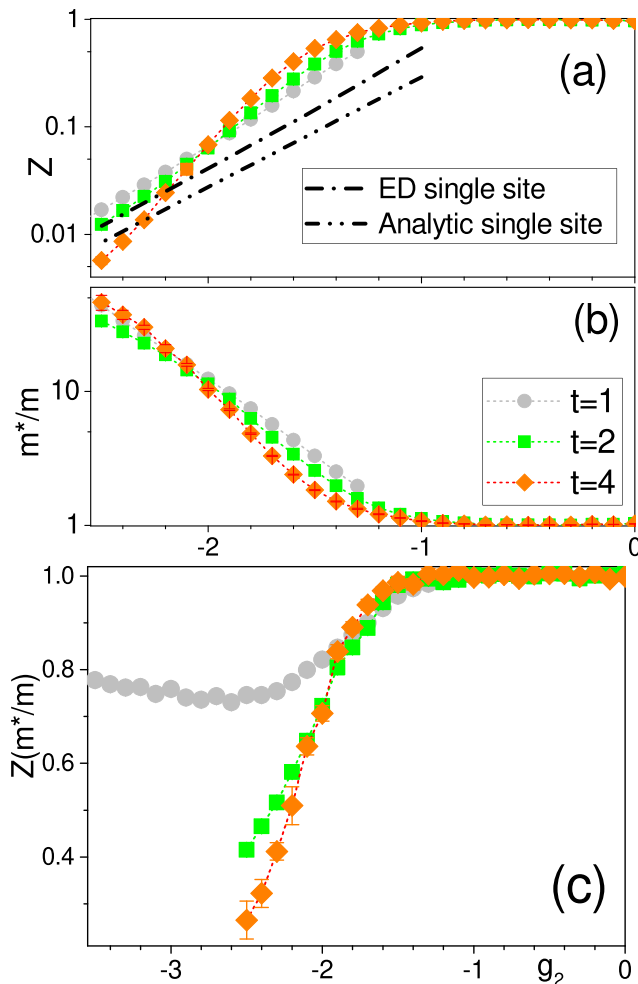 1
(a)
0.1
Z
ED single site
Analytic single site
0.01
(b)
10
m*/m
t=1
t=2
t=4
1
-2
-1
0
1.0
0.8
Z(m*/m)
0.6
0.4
(c)
-3
-2
-1
g₂
0